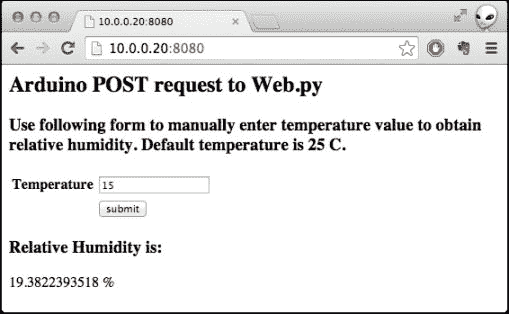 10.0.0.20:8080
10.0.0.20:8080
Arduino POST request to Web.py
Use following form to manually enter temperature value to obtain
relative humidity. Default temperature is 25 C.
Temperature 15
submit
Relative Humidity is:
19.3822393518 %